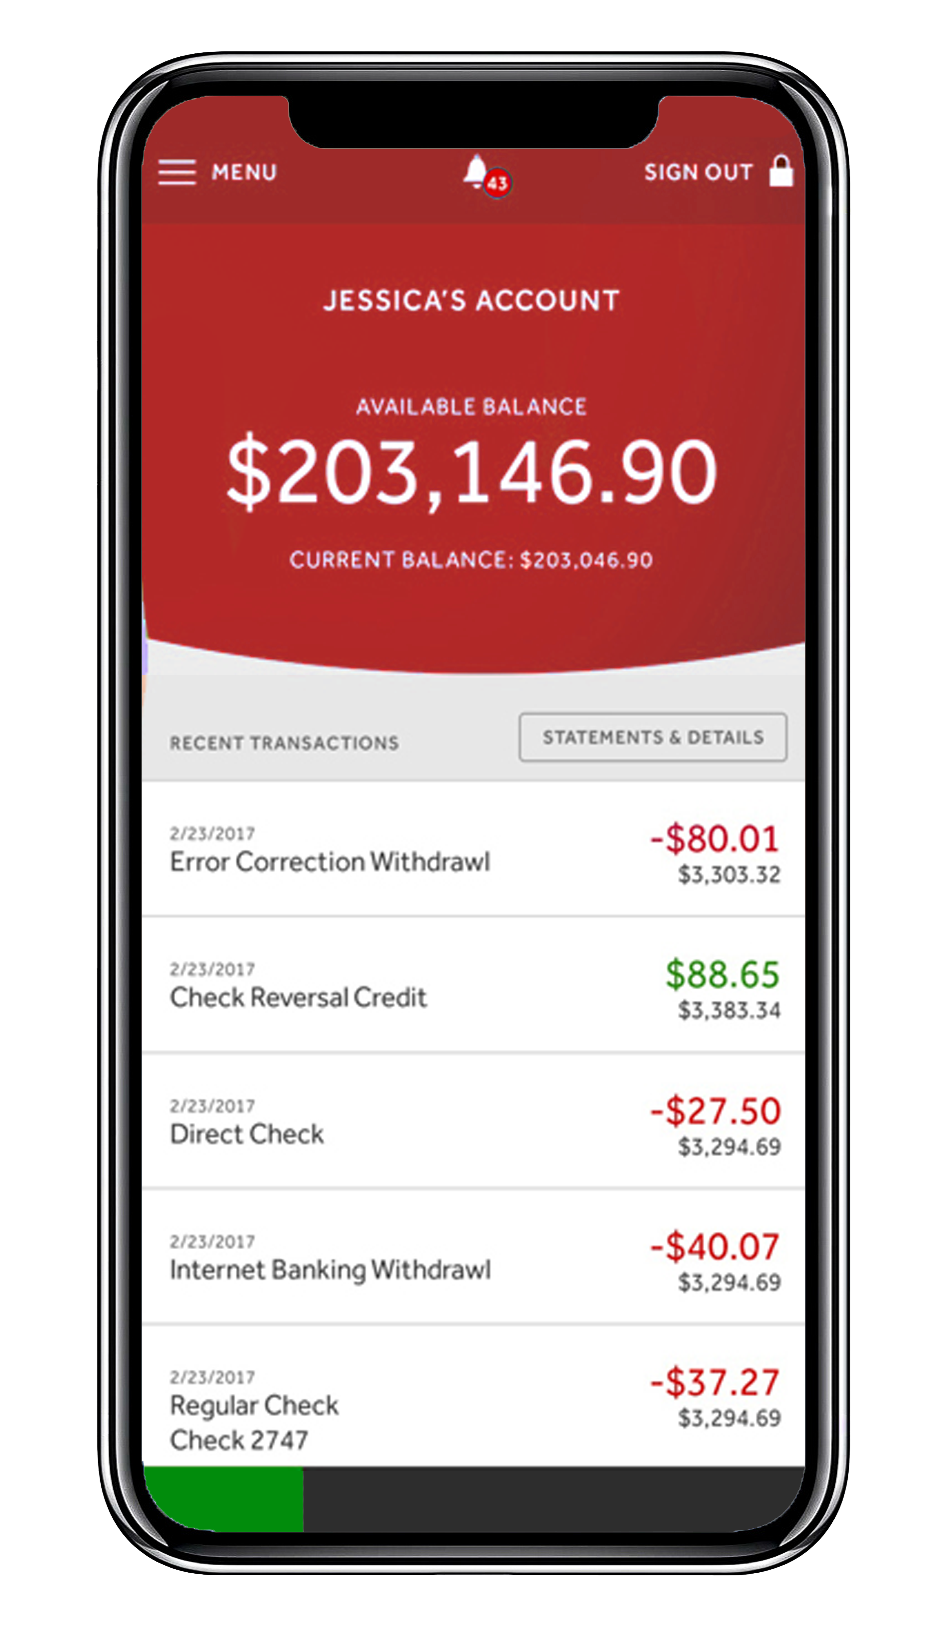 MENU
43
SIGN OUT
JESSICA'S ACCOUNT
AVAILABLE BALANCE
$203,146.90
CURRENT BALANCE: $203,046.90
RECENT TRANSACTIONS
STATEMENTS & DETAILS
2/23/2017
Error Correction Withdrawl
-$80.01
$3,303.32
2/23/2017
Check Reversal Credit
$88.65
$3,383.34
2/23/2017
Direct Check
-$27.50
$3,294.69
2/23/2017
Internet Banking Withdrawl
-$40.07
$3,294.69
2/23/2017
Regular Check
Check 2747
-$37.27
$3,294.69